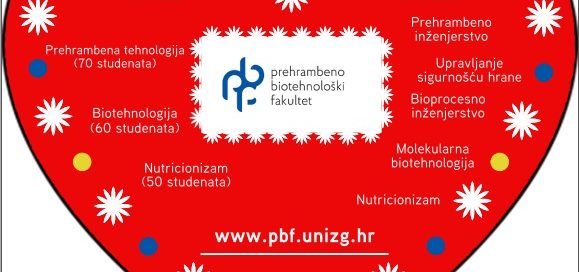 Prehrambena tehnologija
(70 studenata)
Biotehnologija
(60 studenata)
Nutricionizam
(50 studenata)
pbf
prehrambeno
biotehnološki
fakultet
Prehrambeno
inženjerstvo
Upravljanje
sigurnošću hrane
Bioprocesno
inženjerstvo
Molekularna
biotehnologija
Nutricionizam
www.pbf.unizg.hr